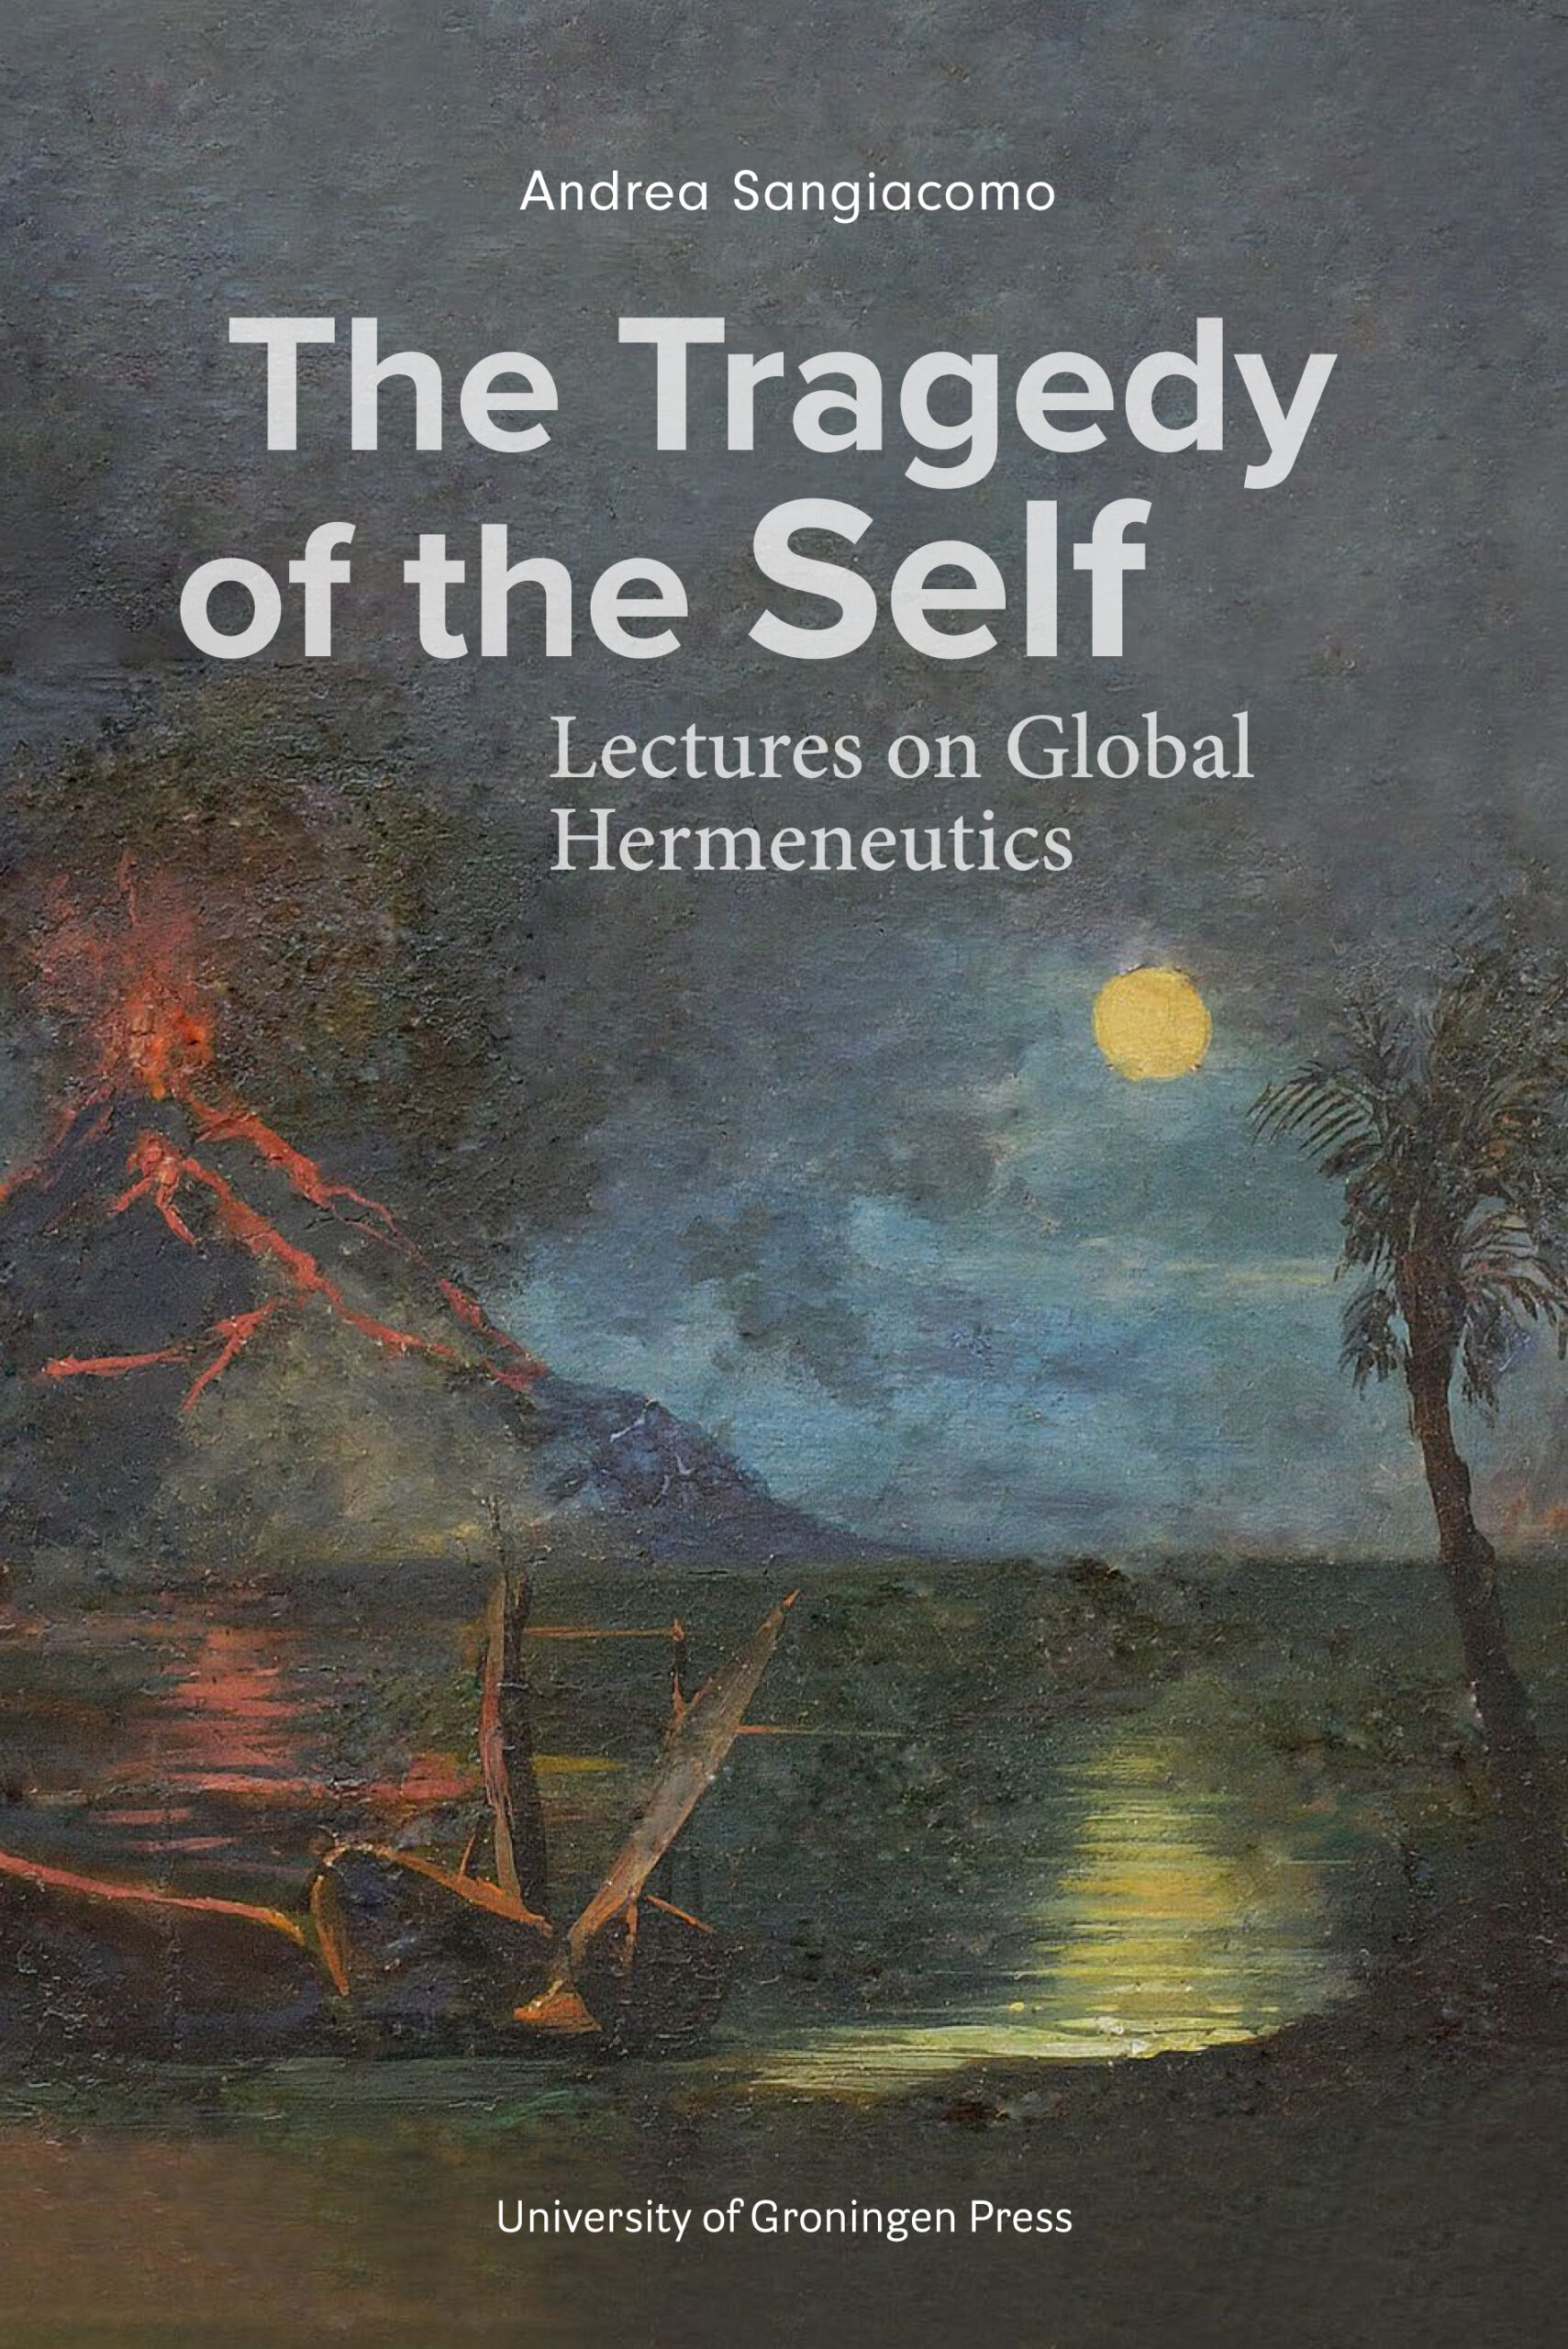 Andrea Sangiacomo
The Tragedy
of the Self
Lectures on Global
Hermeneutics
University of Groningen Press